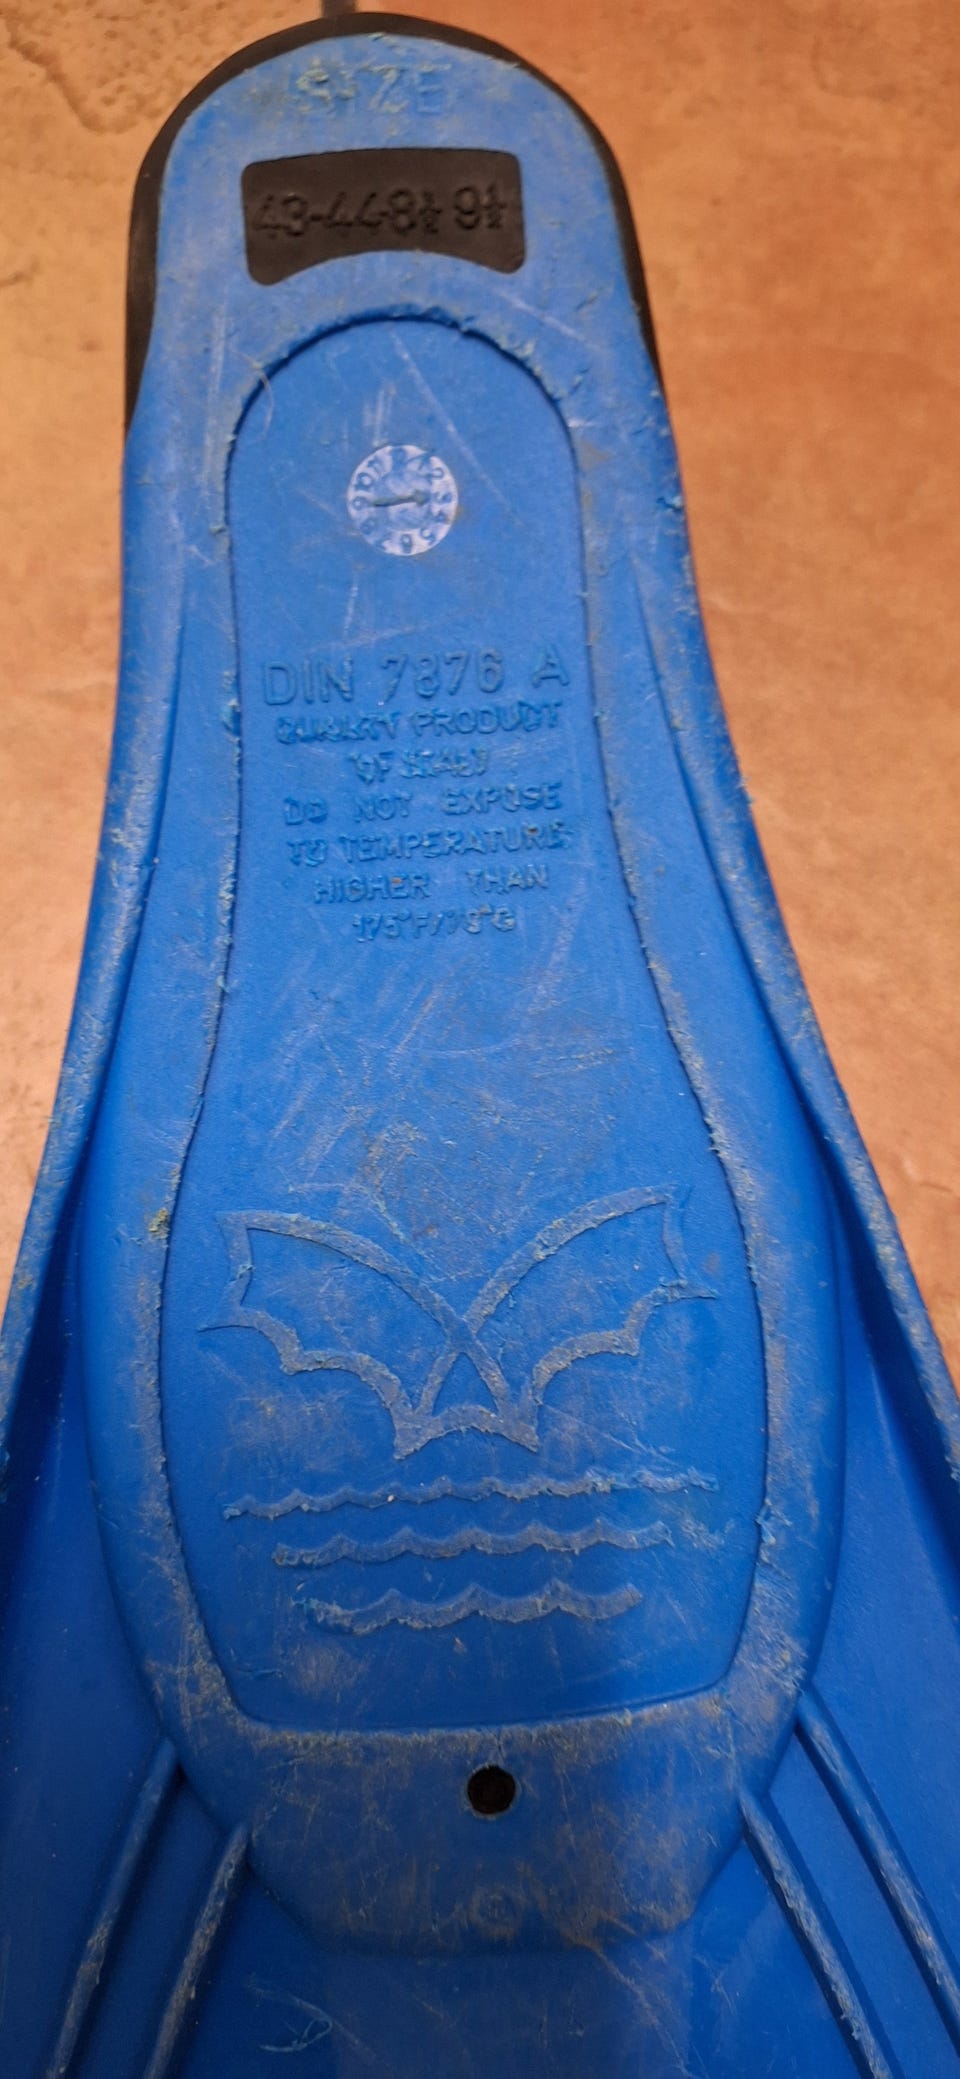 SIZE
43-44 8½ 9½
DIN 7876 A
QUALITY PRODUCT
OF ITALY
DO NOT EXPOSE
TO TEMPERATURE
HIGHER THAN
175°F/79°C